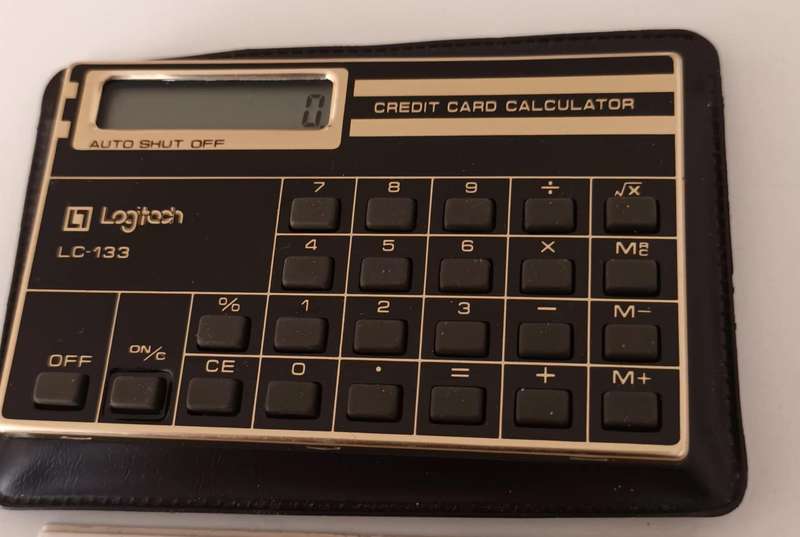 0
CREDIT CARD CALCULATOR
AUTO SHUT OFF
Logitech
LC-133
7 8 9 ÷ √x
4 5 6 X MRC
% 1 2 3 − M−
OFF ON/C CE 0 · = + M+